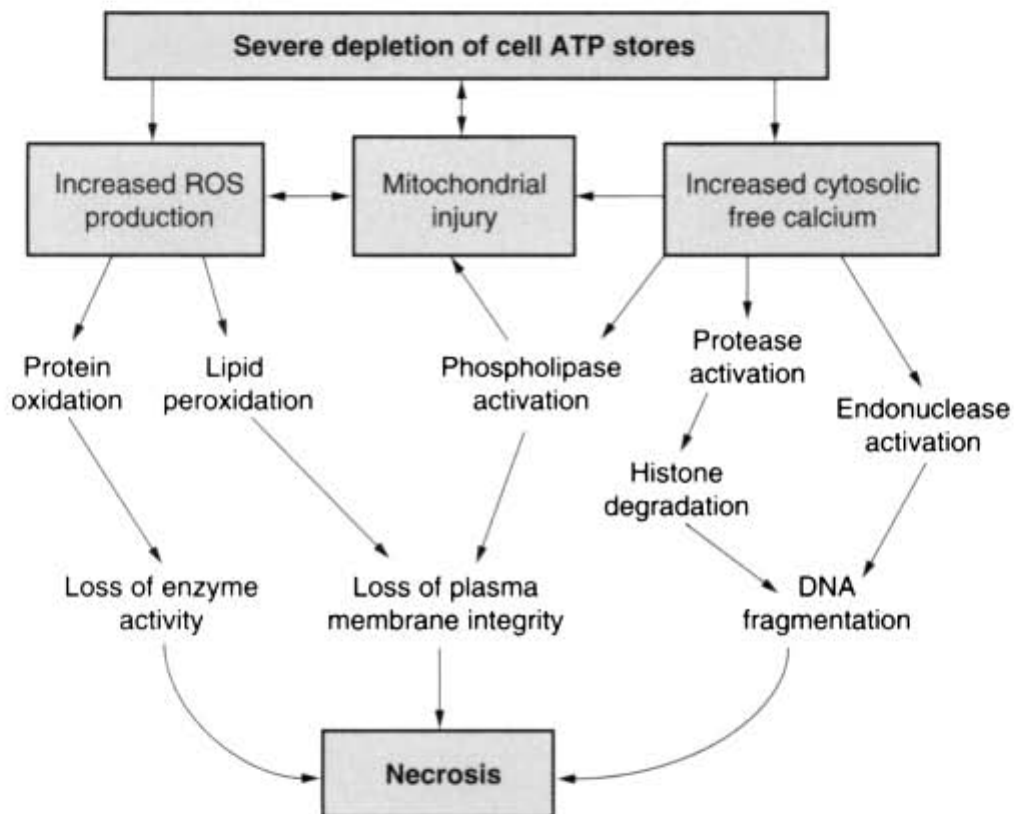 Severe depletion of cell ATP stores
Increased ROS
production
Mitochondrial
injury
Increased cytosolic
free calcium
Protein
oxidation
Lipid
peroxidation
Phospholipase
activation
Protease
activation
Endonuclease
activation
Histone
degradation
Loss of enzyme
activity
Loss of plasma
membrane integrity
DNA
fragmentation
Necrosis